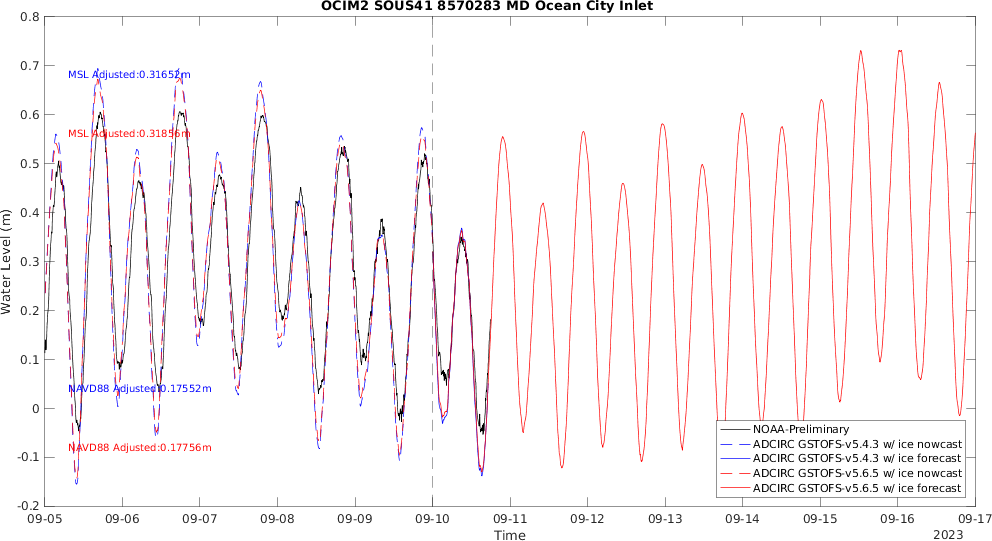 OCIM2 SOUS41 8570283 MD Ocean City Inlet
0.8
0.7
0.6
0.5
0.4
0.3
0.2
0.1
0
-0.1
-0.2
Water Level (m)
MSL Adjusted:0.31652m
MSL Adjusted:0.31856m
NAVD88 Adjusted:0.17552m
NAVD88 Adjusted:0.17756m
NOAA-Preliminary
ADCIRC GSTOFS-v5.4.3 w/ ice nowcast
ADCIRC GSTOFS-v5.4.3 w/ ice forecast
ADCIRC GSTOFS-v5.6.5 w/ ice nowcast
ADCIRC GSTOFS-v5.6.5 w/ ice forecast
09-05 09-06 09-07 09-08 09-09 09-10 09-11 09-12 09-13 09-14 09-15 09-16 09-17
Time
2023